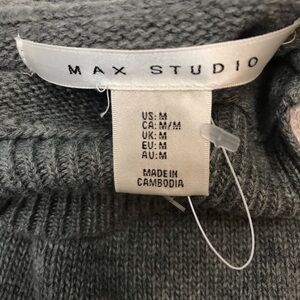 MAX STUDIO
US: M
CA: M/M
UK: M
EU: M
AU: M
MADE IN
CAMBODIA